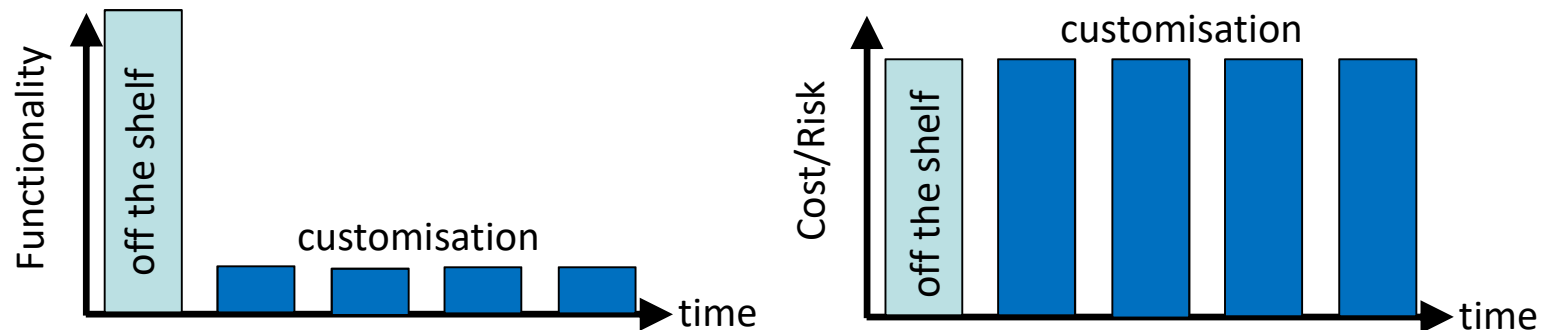 Functionality
off the shelf
customisation
time
Cost/Risk
off the shelf
customisation
time